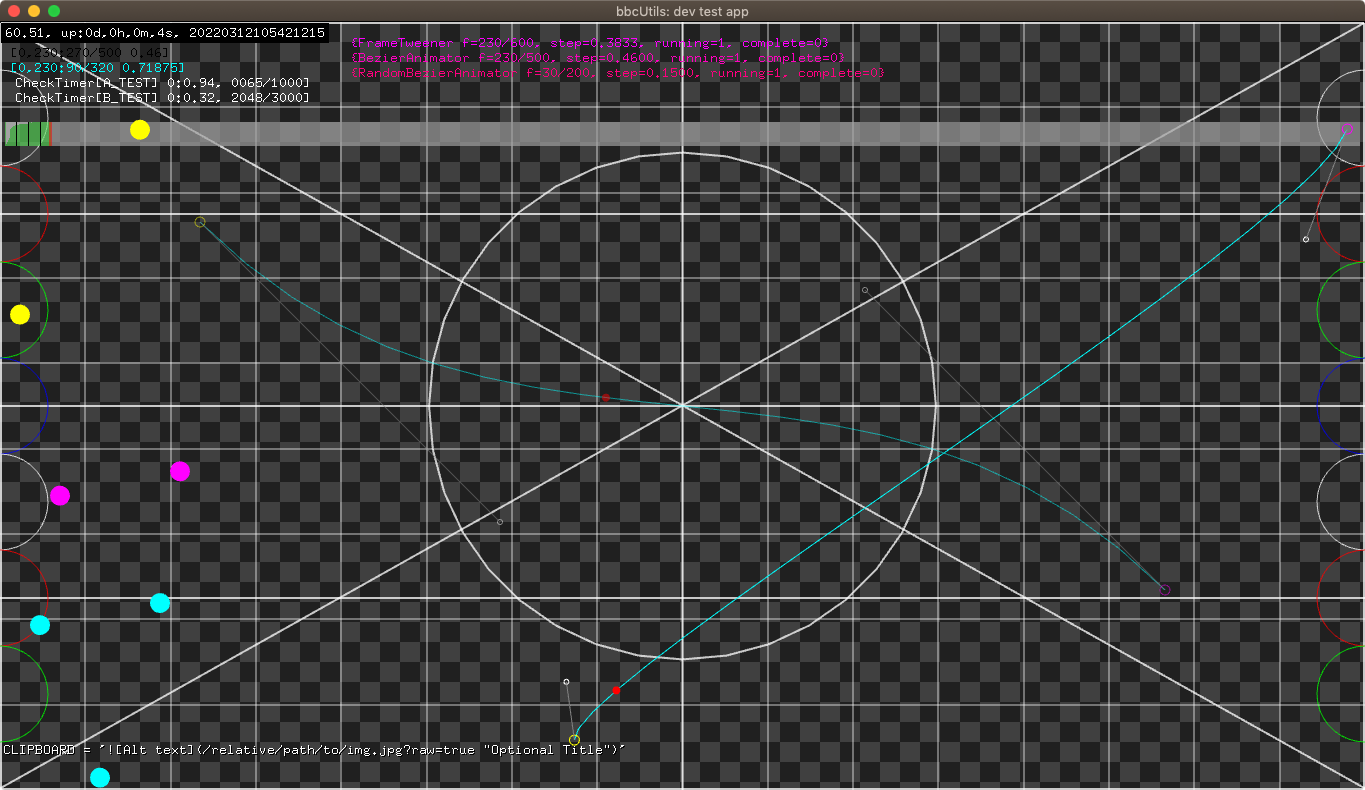 bbcUtils: dev test app
60.51, up:0d,0h,0m,4s, 20220312105421215
[0.230:270/500 0.46]
[0.230:90/320 0.71875]
CheckTimer[A_TEST] 0:0.94, 0065/1000]
CheckTimer[B_TEST] 0:0.32, 2048/3000]
{FrameTweener f=230/600, step=0.3833, running=1, complete=0}
{BezierAnimator f=230/500, step=0.4600, running=1, complete=0}
{RandomBezierAnimator f=30/200, step=0.1500, running=1, complete=0}
CLIPBOARD = '![Alt text](/relative/path/to/img.jpg?raw=true "Optional Title")'